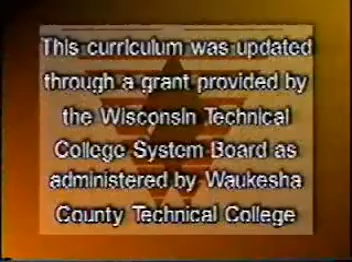 This curriculum was updated
through a grant provided by
the Wisconsin Technical
College System Board as
administered by Waukesha
County Technical College